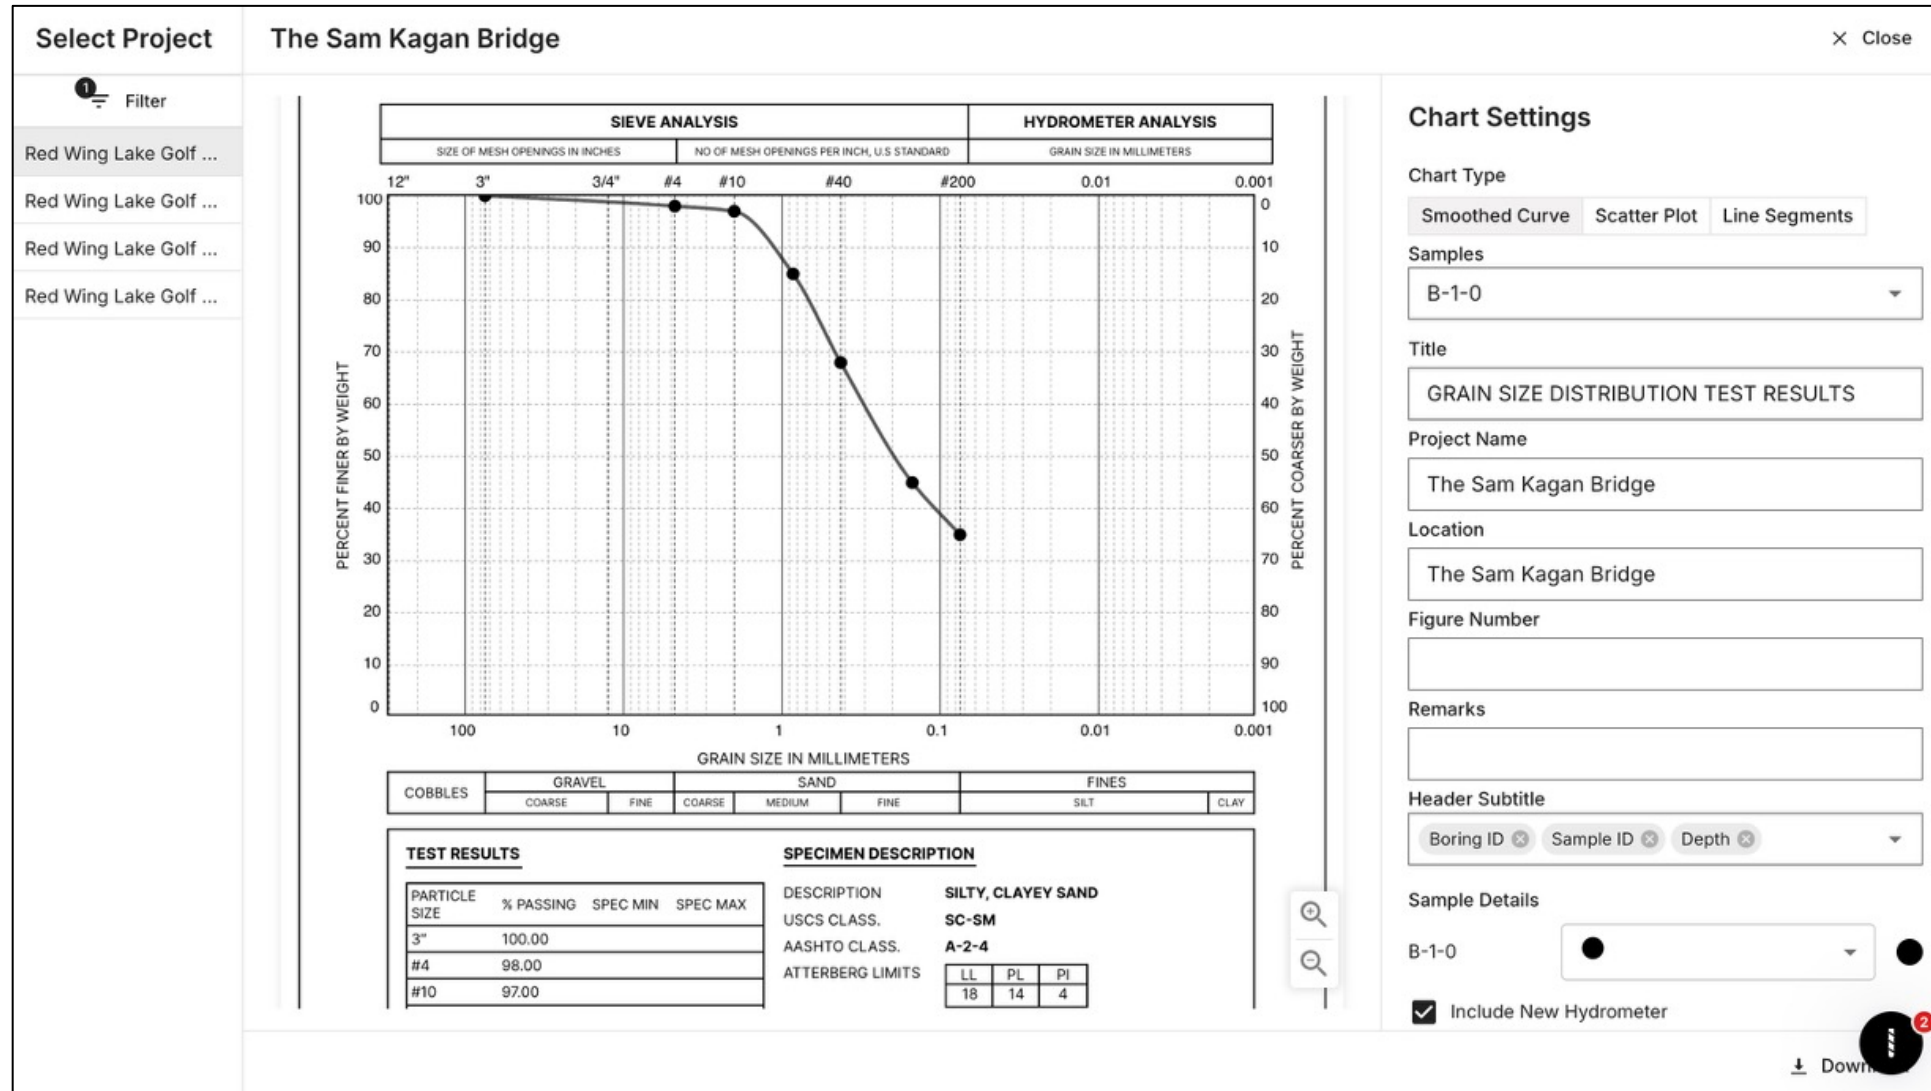 Select Project
The Sam Kagan Bridge
Close
1
Filter
Red Wing Lake Golf ...
Red Wing Lake Golf ...
Red Wing Lake Golf ...
Red Wing Lake Golf ...
SIEVE ANALYSIS HYDROMETER ANALYSIS
SIZE OF MESH OPENINGS IN INCHES NO OF MESH OPENINGS PER INCH, U.S STANDARD GRAIN SIZE IN MILLIMETERS
12" 3" 3/4" #4 #10 #40 #200 0.01 0.001
100 0
90 10
80 20
70 30
60 40
50 50
40 60
30 70
20 80
10 90
0 100
PERCENT FINER BY WEIGHT
PERCENT COARSER BY WEIGHT
100 10 1 0.1 0.01 0.001
GRAIN SIZE IN MILLIMETERS
COBBLES GRAVEL SAND FINES
COARSE FINE COARSE MEDIUM FINE SILT CLAY
TEST RESULTS
PARTICLE SIZE % PASSING SPEC MIN SPEC MAX
3" 100.00
#4 98.00
#10 97.00
SPECIMEN DESCRIPTION
DESCRIPTION SILTY, CLAYEY SAND
USCS CLASS. SC-SM
AASHTO CLASS. A-2-4
ATTERBERG LIMITS LL PL PI
18 14 4
Chart Settings
Chart Type
Smoothed Curve Scatter Plot Line Segments
Samples
B-1-0
Title
GRAIN SIZE DISTRIBUTION TEST RESULTS
Project Name
The Sam Kagan Bridge
Location
The Sam Kagan Bridge
Figure Number
Remarks
Header Subtitle
Boring ID Sample ID Depth
Sample Details
B-1-0
Include New Hydrometer
2